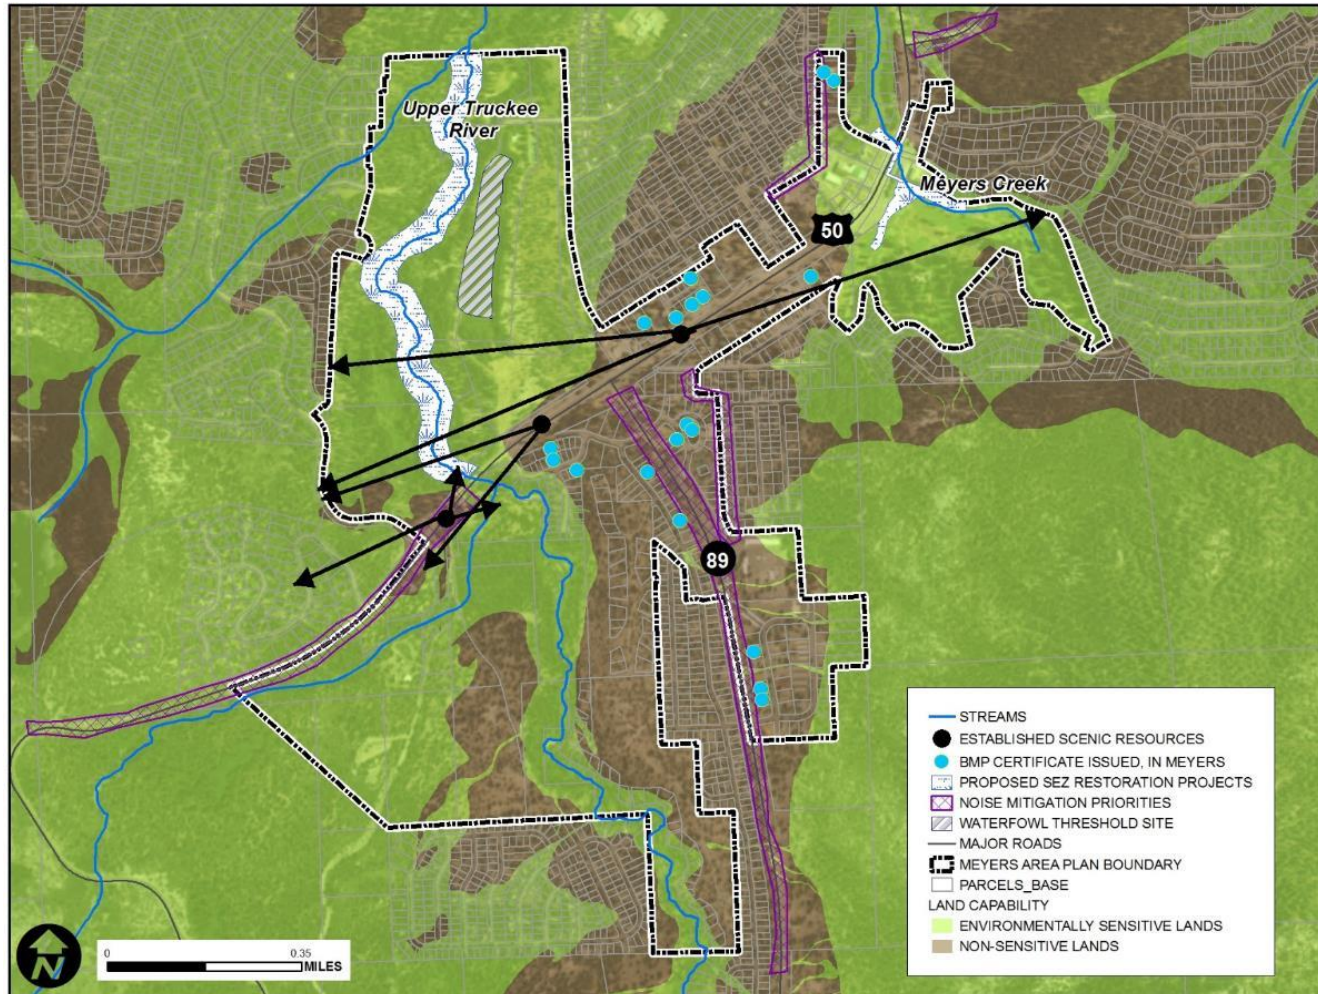 Upper Truckee
River
Meyers Creek
50
89
STREAMS
ESTABLISHED SCENIC RESOURCES
BMP CERTIFICATE ISSUED, IN MEYERS
PROPOSED SEZ RESTORATION PROJECTS
NOISE MITIGATION PRIORITIES
WATERFOWL THRESHOLD SITE
MAJOR ROADS
MEYERS AREA PLAN BOUNDARY
PARCELS_BASE
LAND CAPABILITY
ENVIRONMENTALLY SENSITIVE LANDS
NON-SENSITIVE LANDS
N
0 0.35
MILES